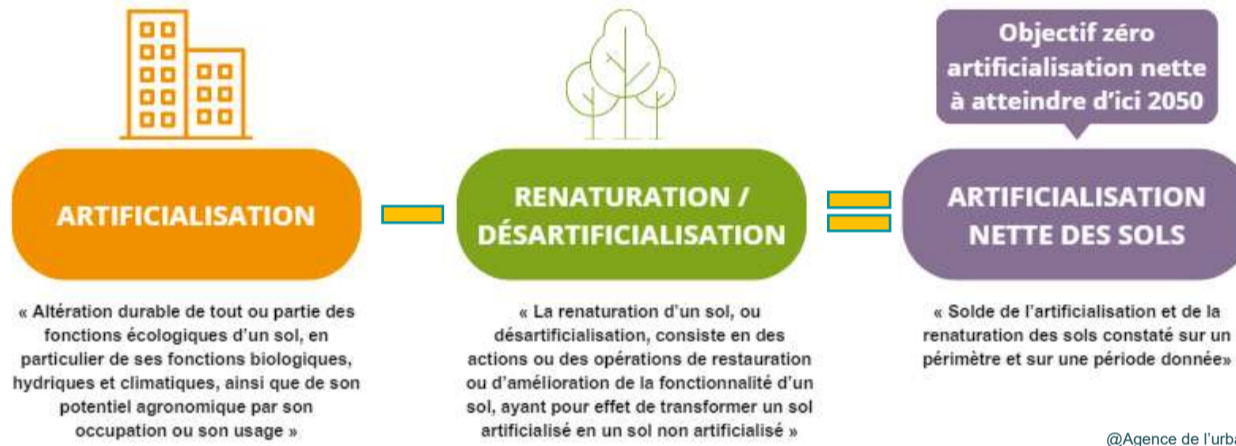 Objectif zéro
artificialisation nette
à atteindre d'ici 2050
ARTIFICIALISATION
RENATURATION /
DÉSARTIFICIALISATION
ARTIFICIALISATION
NETTE DES SOLS
« Altération durable de tout ou partie des
fonctions écologiques d'un sol, en
particulier de ses fonctions biologiques,
hydriques et climatiques, ainsi que de son
potentiel agronomique par son
occupation ou son usage »
« La renaturation d'un sol, ou
désartificialisation, consiste en des
actions ou des opérations de restauration
ou d'amélioration de la fonctionnalité d'un
sol, ayant pour effet de transformer un sol
artificialisé en un sol non artificialisé »
« Solde de l'artificialisation et de la
renaturation des sols constaté sur un
périmètre et sur une période donnée»
@Agence de l'urba